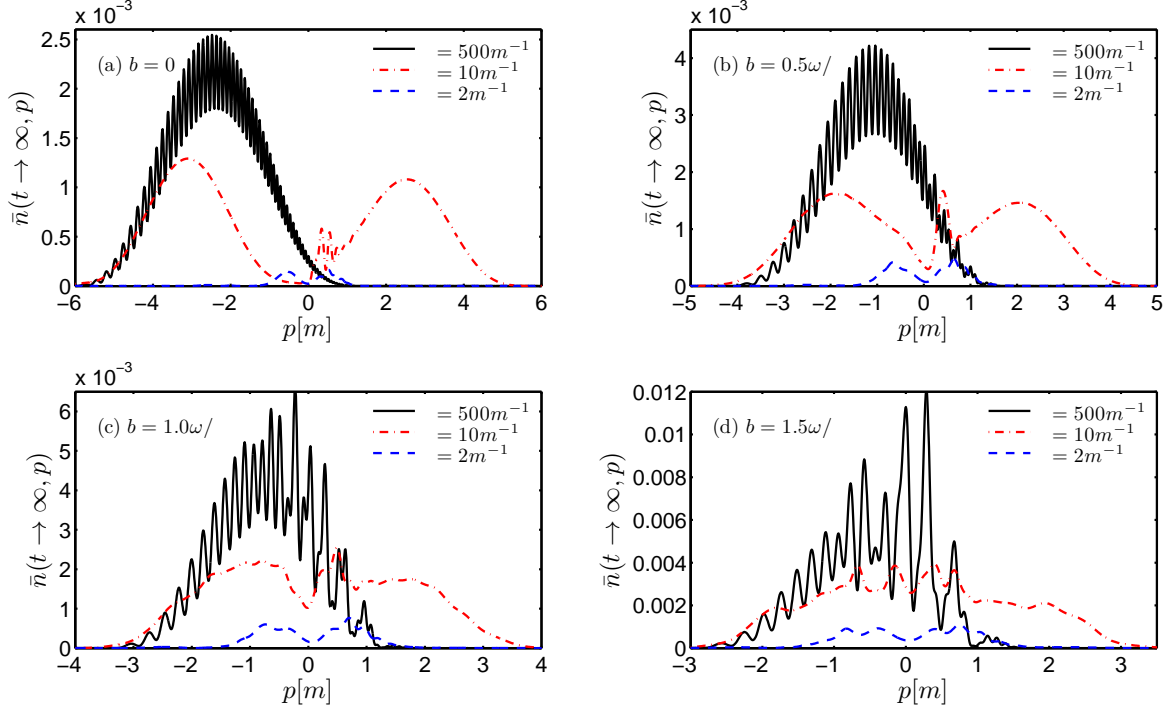 x 10⁻³
n̄(t → ∞, p)
2.5
2
1.5
1
0.5
0
(a) b = 0
= 500m⁻¹
= 10m⁻¹
= 2m⁻¹
−6 −4 −2 0 2 4 6
p[m]
x 10⁻³
n̄(t → ∞, p)
4
3
2
1
0
(b) b = 0.5ω/
= 500m⁻¹
= 10m⁻¹
= 2m⁻¹
−5 −4 −3 −2 −1 0 1 2 3 4 5
p[m]
x 10⁻³
n̄(t → ∞, p)
6
5
4
3
2
1
0
(c) b = 1.0ω/
= 500m⁻¹
= 10m⁻¹
= 2m⁻¹
−4 −3 −2 −1 0 1 2 3 4
p[m]
n̄(t → ∞, p)
0.012
0.01
0.008
0.006
0.004
0.002
0
(d) b = 1.5ω/
= 500m⁻¹
= 10m⁻¹
= 2m⁻¹
−3 −2 −1 0 1 2 3
p[m]